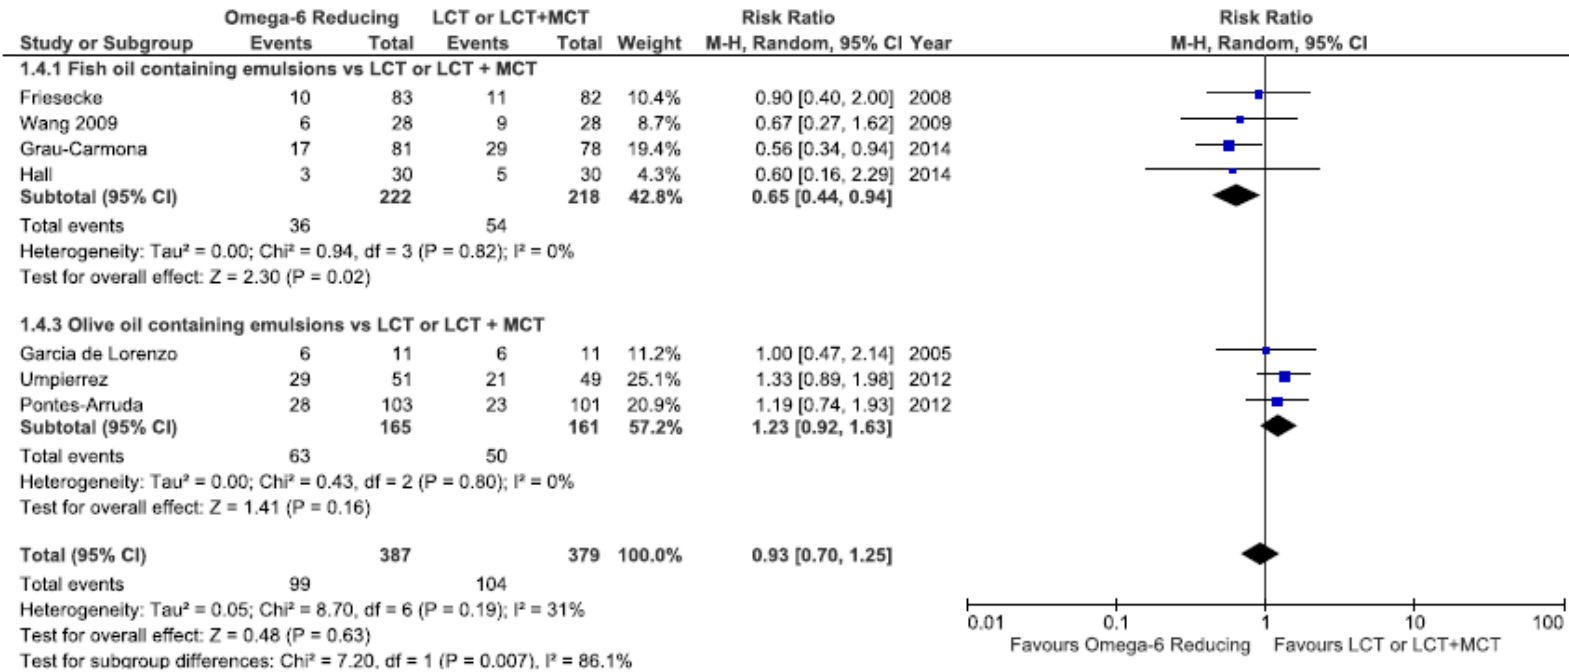 Omega-6 Reducing LCT or LCT+MCT Risk Ratio Risk Ratio
Study or Subgroup Events Total Events Total Weight M-H, Random, 95% CI Year M-H, Random, 95% CI
1.4.1 Fish oil containing emulsions vs LCT or LCT + MCT
Friesecke 10 83 11 82 10.4% 0.90 [0.40, 2.00] 2008
Wang 2009 6 28 9 28 8.7% 0.67 [0.27, 1.62] 2009
Grau-Carmona 17 81 29 78 19.4% 0.56 [0.34, 0.94] 2014
Hall 3 30 5 30 4.3% 0.60 [0.16, 2.29] 2014
Subtotal (95% CI) 222 218 42.8% 0.65 [0.44, 0.94]
Total events 36 54
Heterogeneity: Tau² = 0.00; Chi² = 0.94, df = 3 (P = 0.82); I² = 0%
Test for overall effect: Z = 2.30 (P = 0.02)
1.4.3 Olive oil containing emulsions vs LCT or LCT + MCT
Garcia de Lorenzo 6 11 6 11 11.2% 1.00 [0.47, 2.14] 2005
Umpierrez 29 51 21 49 25.1% 1.33 [0.89, 1.98] 2012
Pontes-Arruda 28 103 23 101 20.9% 1.19 [0.74, 1.93] 2012
Subtotal (95% CI) 165 161 57.2% 1.23 [0.92, 1.63]
Total events 63 50
Heterogeneity: Tau² = 0.00; Chi² = 0.43, df = 2 (P = 0.80); I² = 0%
Test for overall effect: Z = 1.41 (P = 0.16)
Total (95% CI) 387 379 100.0% 0.93 [0.70, 1.25]
Total events 99 104
Heterogeneity: Tau² = 0.05; Chi² = 8.70, df = 6 (P = 0.19); I² = 31%
Test for overall effect: Z = 0.48 (P = 0.63)
Test for subgroup differences: Chi² = 7.20, df = 1 (P = 0.007), I² = 86.1%
0.01 0.1 1 10 100
Favours Omega-6 Reducing Favours LCT or LCT+MCT